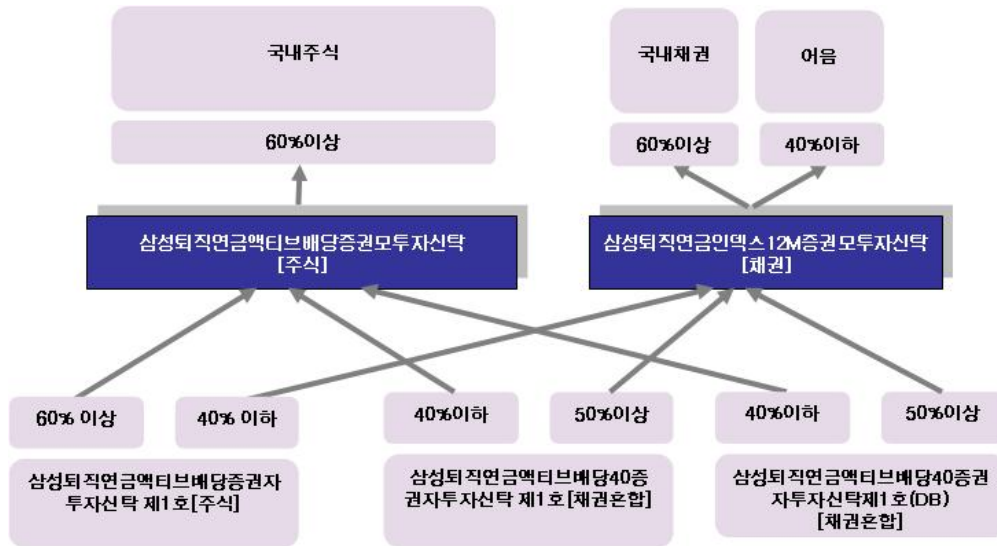 국내주식
국내채권
어음
60%이상
60%이상
40%이하
삼성퇴직연금액티브배당증권모투자신탁
[주식]
삼성퇴직연금인덱스12M증권모투자신탁
[채권]
60% 이상
40% 이하
40%이하
50%이상
40%이하
50%이상
삼성퇴직연금액티브배당증권자
투자신탁 제1호[주식]
삼성퇴직연금액티브배당40증
권자투자신탁 제1호[채권혼합]
삼성퇴직연금액티브배당40증권
자투자신탁제1호(DB)
[채권혼합]